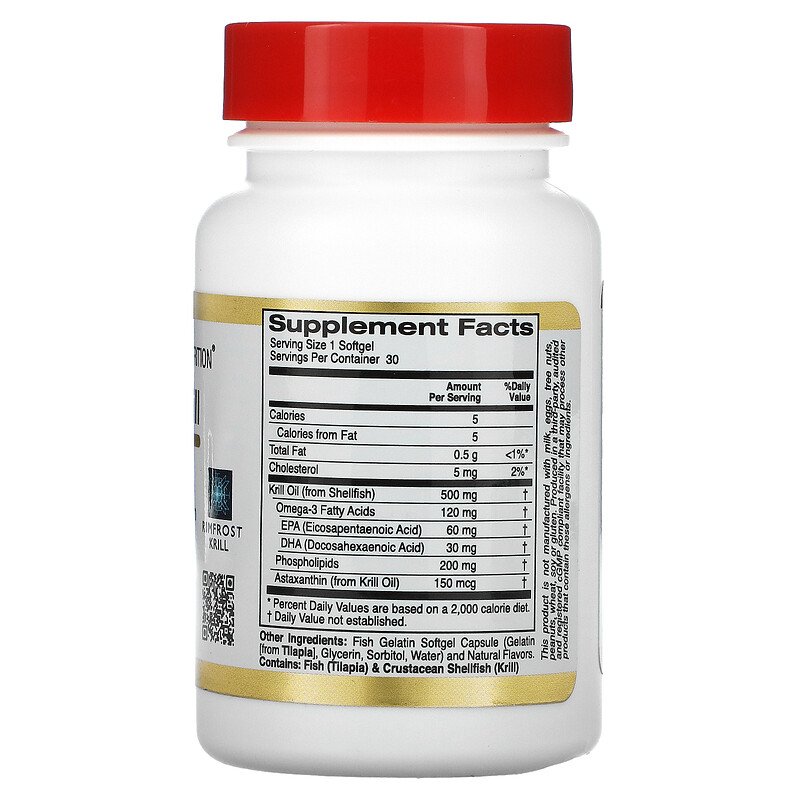 Supplement Facts
Serving Size 1 Softgel
Servings Per Container 30
Amount Per Serving %Daily Value
Calories 5
Calories from Fat 5
Total Fat 0.5 g <1%*
Cholesterol 5 mg 2%*
Krill Oil (from Shellfish) 500 mg †
Omega-3 Fatty Acids 120 mg †
EPA (Eicosapentaenoic Acid) 60 mg †
DHA (Docosahexaenoic Acid) 30 mg †
Phospholipids 200 mg †
Astaxanthin (from Krill Oil) 150 mcg †
* Percent Daily Values are based on a 2,000 calorie diet.
† Daily Value not established.
Other Ingredients: Fish Gelatin Softgel Capsule (Gelatin
[from Tilapia], Glycerin, Sorbitol, Water) and Natural Flavors.
Contains: Fish (Tilapia) & Crustacean Shellfish (Krill)
RIMFROST
KRILL
This product is not manufactured with milk, eggs, tree nuts,
peanuts, wheat, soy or gluten. Produced in a third-party, audited
and registered cGMP compliant facility that may process other
products that contain these allergens or ingredients.